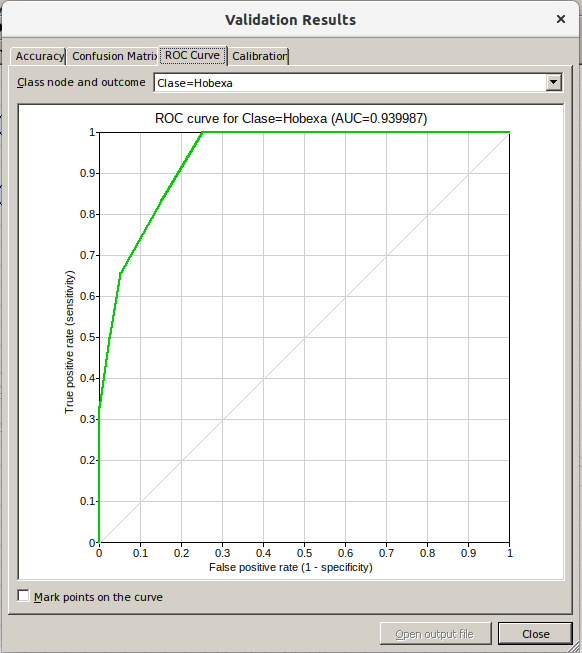 Validation Results
Accuracy Confusion Matrix ROC Curve Calibration
Class node and outcome Clase=Hobexa
ROC curve for Clase=Hobexa (AUC=0.939987)
1
0.9
0.8
0.7
0.6
0.5
0.4
0.3
0.2
0.1
0
True positive rate (sensitivity)
0 0.1 0.2 0.3 0.4 0.5 0.6 0.7 0.8 0.9 1
False positive rate (1 - specificity)
Mark points on the curve
Open output file Close